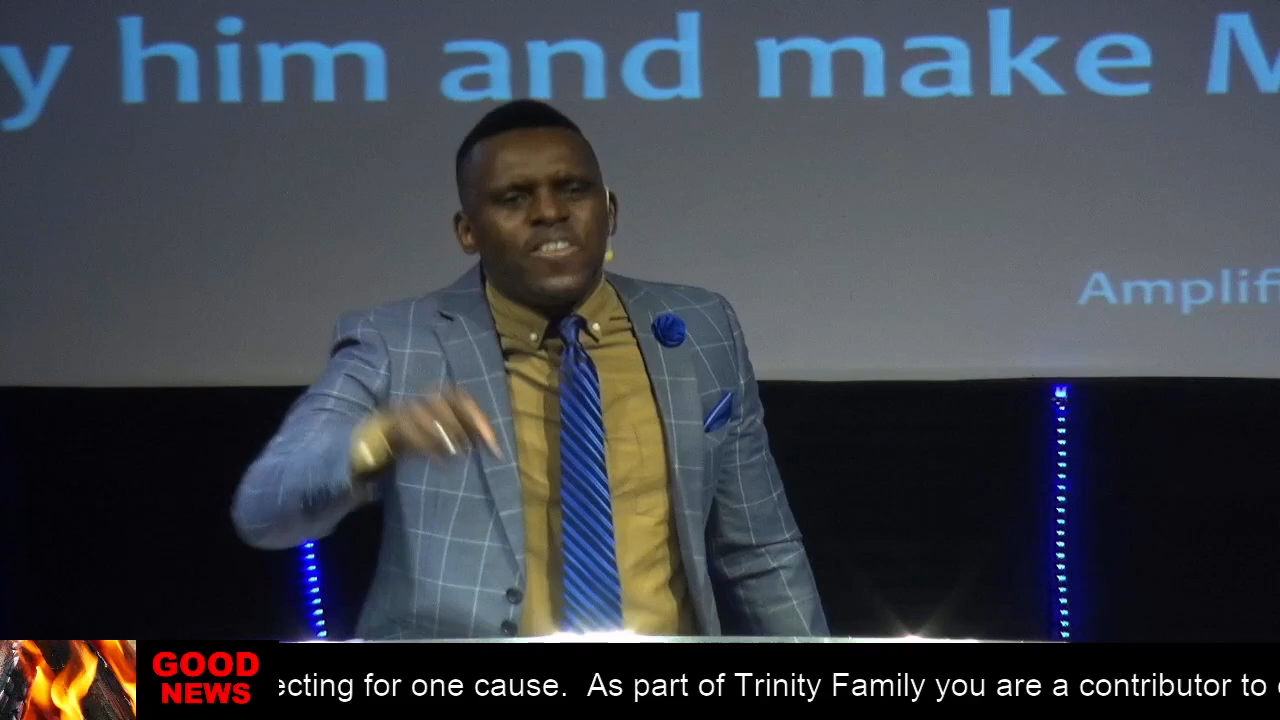 y him and make M
Amplif
GOOD
NEWS
ecting for one cause.  As part of Trinity Family you are a contributor to